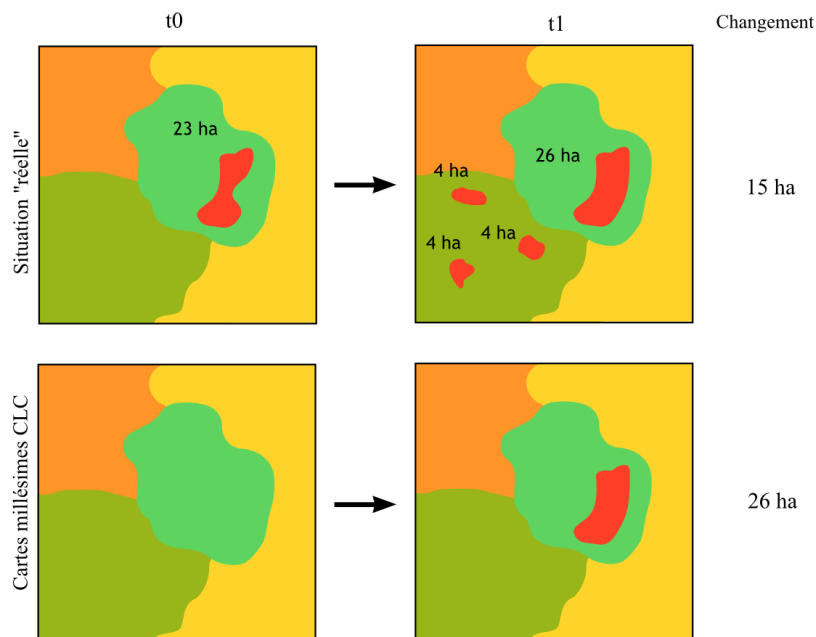 t0
t1
Changement
Situation "réelle"
23 ha
26 ha
4 ha
4 ha
4 ha
15 ha
Cartes millésimes CLC
26 ha